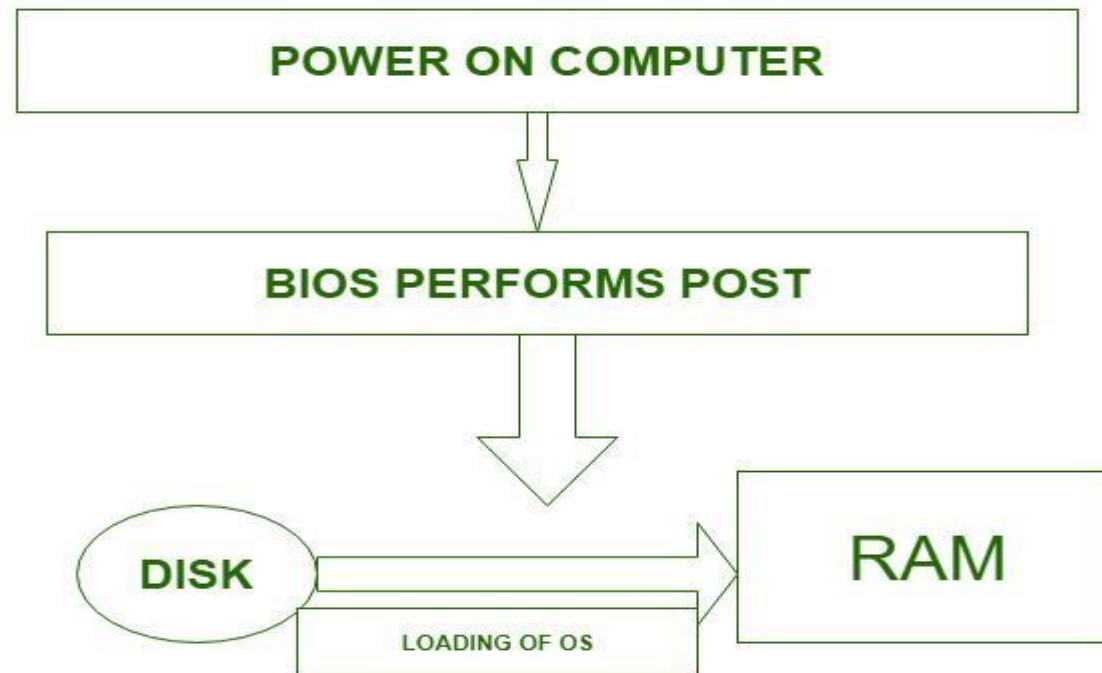 POWER ON COMPUTER
BIOS PERFORMS POST
DISK
RAM
LOADING OF OS